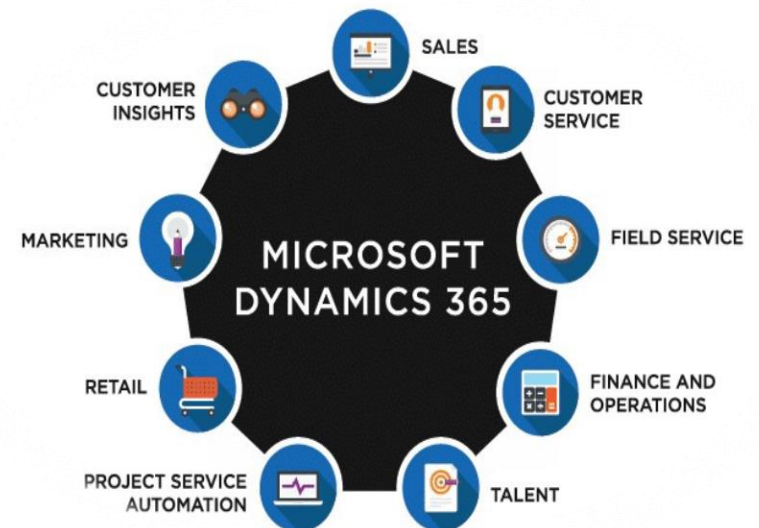 SALES
CUSTOMER
INSIGHTS
CUSTOMER
SERVICE
MARKETING
FIELD SERVICE
MICROSOFT
DYNAMICS 365
RETAIL
FINANCE AND
OPERATIONS
PROJECT SERVICE
AUTOMATION
TALENT